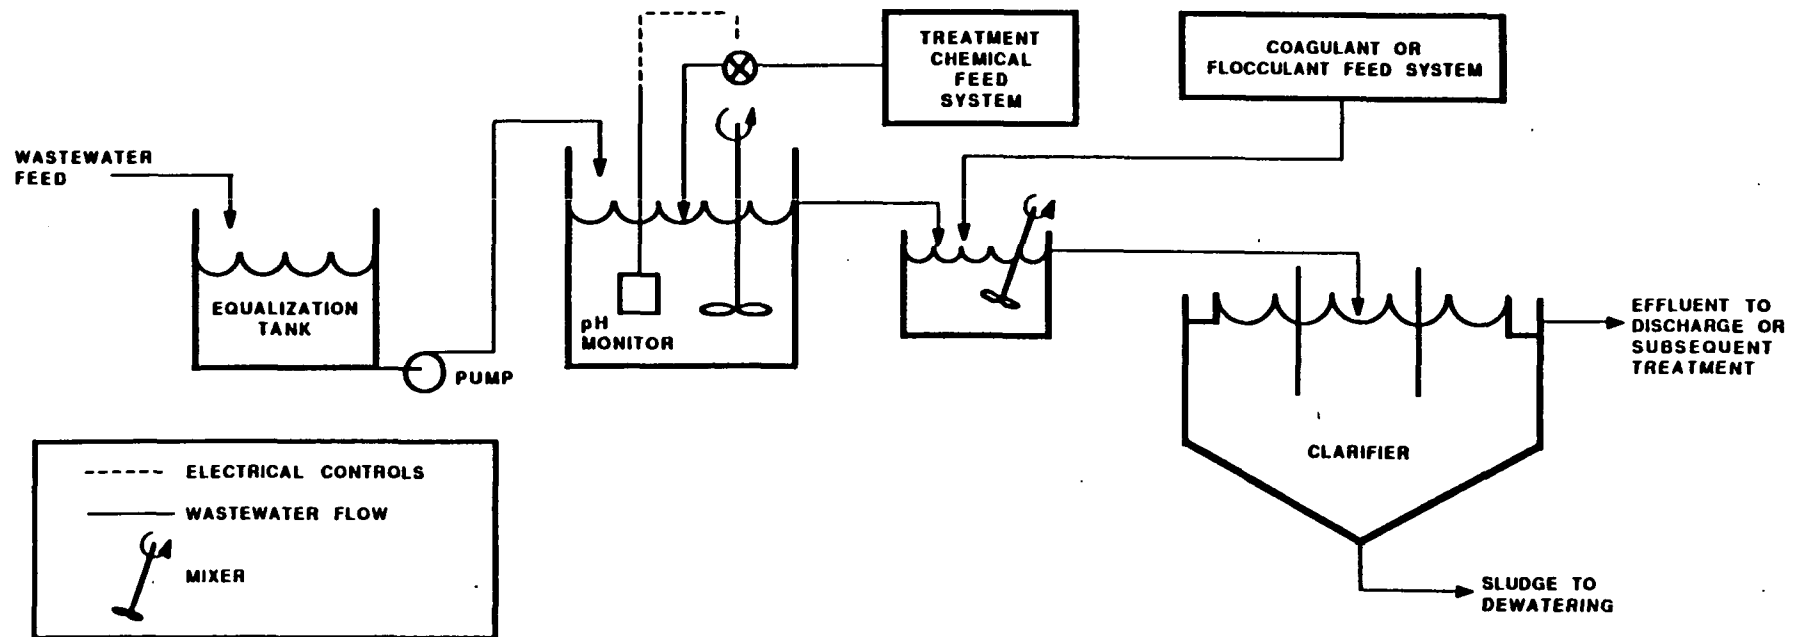 TREATMENT
CHEMICAL
FEED
SYSTEM
COAGULANT OR
FLOCCULANT FEED SYSTEM
WASTEWATER
FEED
EQUALIZATION
TANK
PUMP
pH
MONITOR
EFFLUENT TO
DISCHARGE OR
SUBSEQUENT
TREATMENT
CLARIFIER
SLUDGE TO
DEWATERING
ELECTRICAL CONTROLS
WASTEWATER FLOW
MIXER